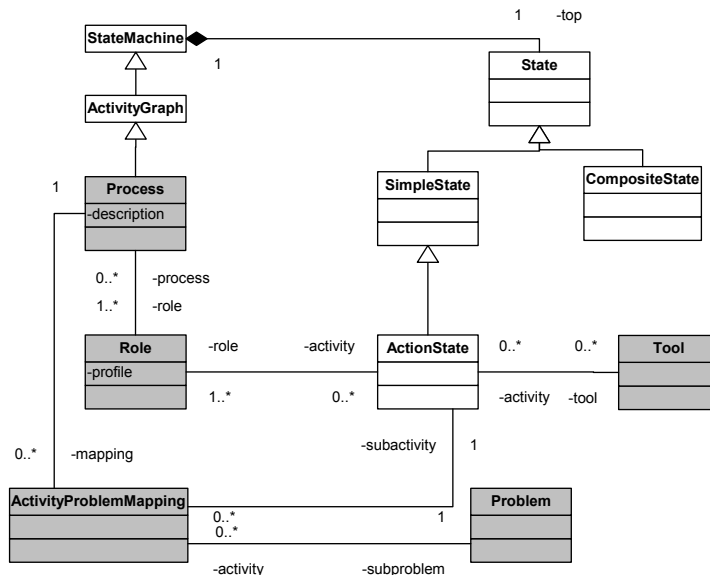 1 -top
StateMachine
1
State
ActivityGraph
1
Process
-description
SimpleState
CompositeState
0..* -process
1..* -role
Role
-profile
-role -activity
1..* 0..*
ActionState
0..* 0..*
-activity -tool
Tool
0..* -mapping
-subactivity 1
ActivityProblemMapping
0..* 1
0..*
Problem
-activity -subproblem